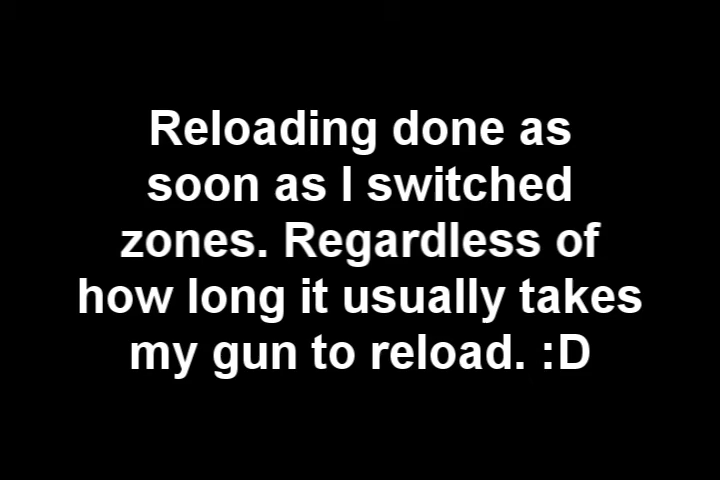 Reloading done as
soon as I switched
zones. Regardless of
how long it usually takes
my gun to reload. :D